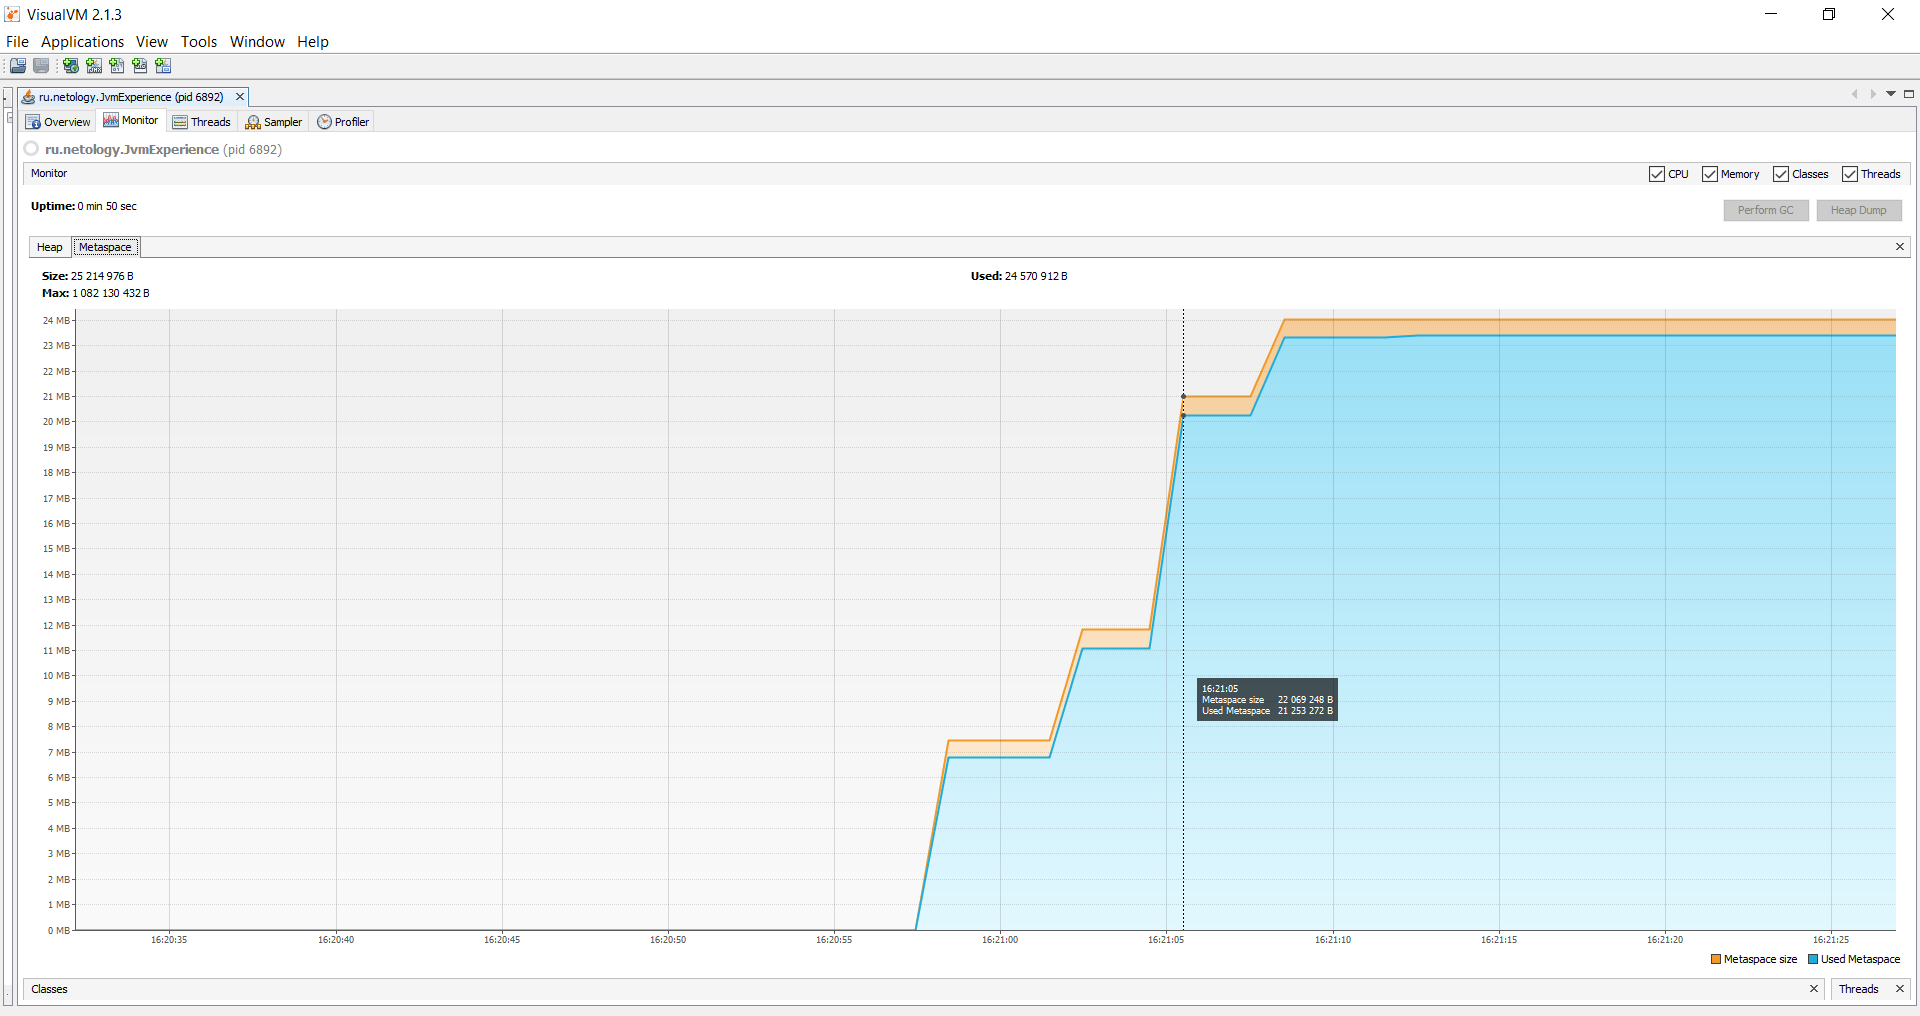 VisualVM 2.1.3
File Applications View Tools Window Help
ru.netology.JvmExperience (pid 6892)
Overview Monitor Threads Sampler Profiler
ru.netology.JvmExperience (pid 6892)
Monitor CPU Memory Classes Threads
Uptime: 0 min 50 sec
Perform GC Heap Dump
Heap Metaspace
Size: 25 214 976 B Used: 24 570 912 B
Max: 1 082 130 432 B
24 MB
23 MB
22 MB
21 MB
20 MB
19 MB
18 MB
17 MB
16 MB
15 MB
14 MB
13 MB
12 MB
11 MB
10 MB
9 MB
8 MB
7 MB
6 MB
5 MB
4 MB
3 MB
2 MB
1 MB
0 MB
16:21:05
Metaspace size 22 069 248 B
Used Metaspace 21 253 272 B
16:20:35 16:20:40 16:20:45 16:20:50 16:20:55 16:21:00 16:21:05 16:21:10 16:21:15 16:21:20 16:21:25
Metaspace size Used Metaspace
Classes Threads